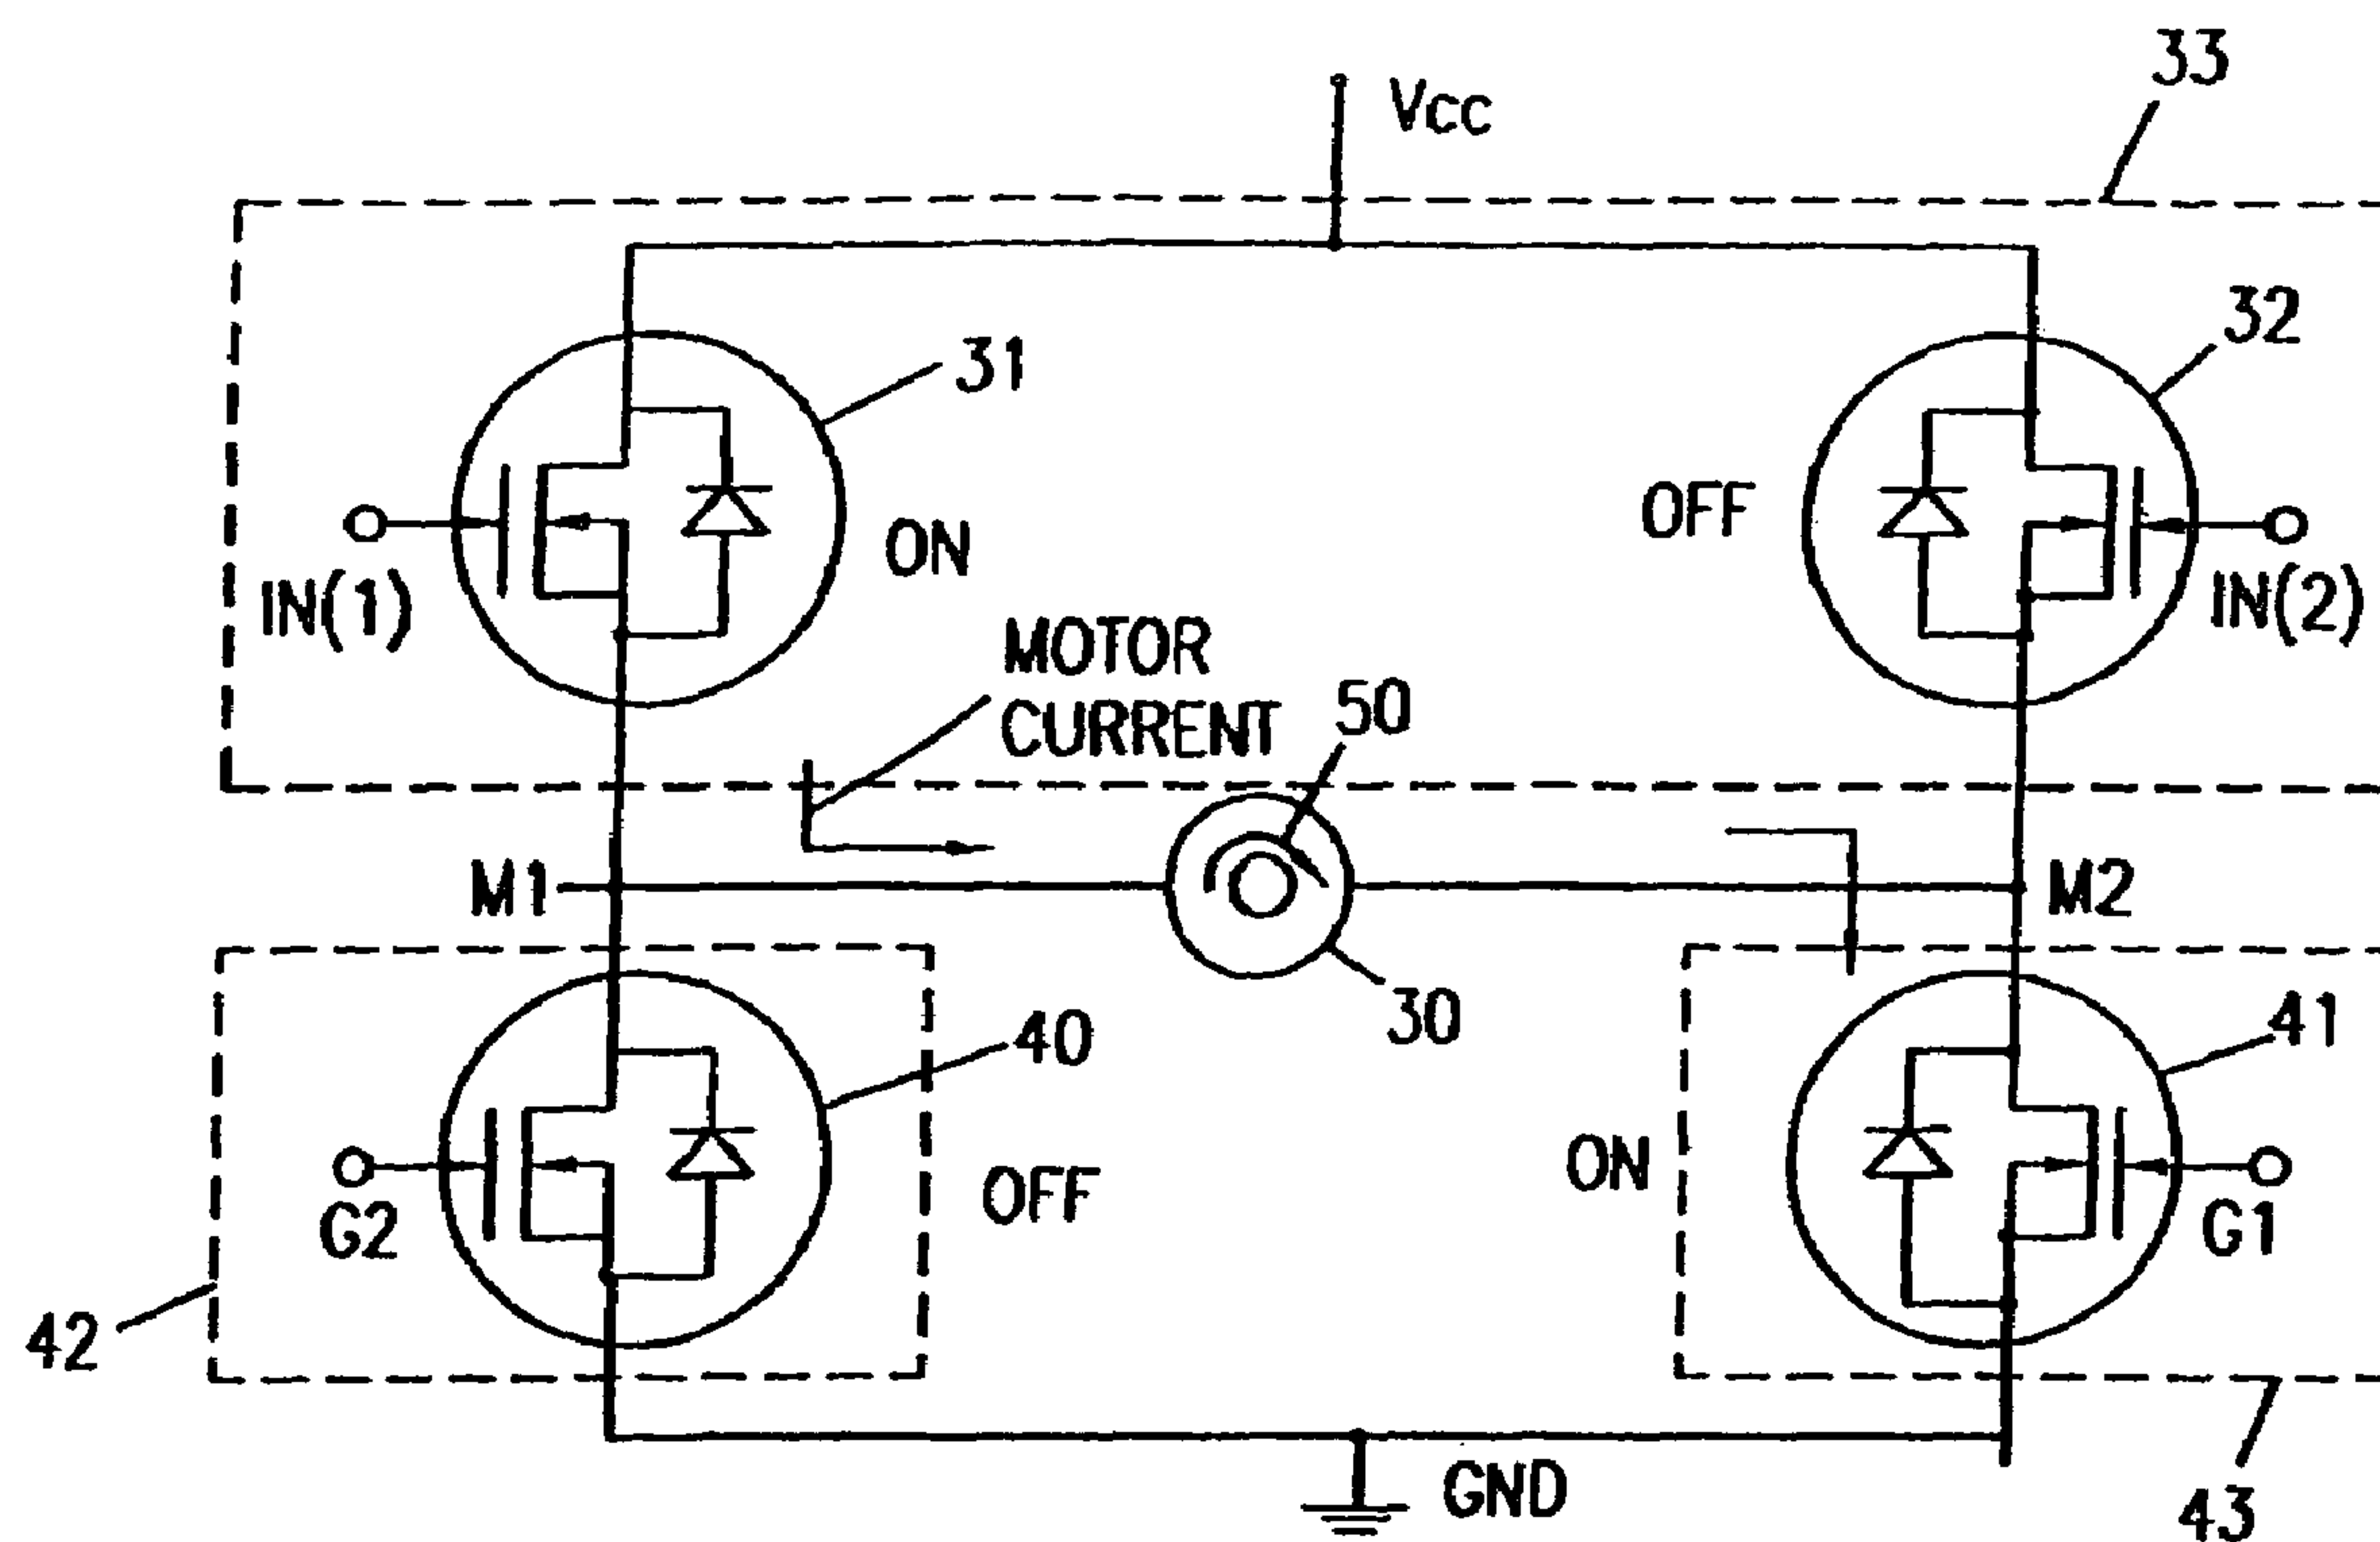 33
Vcc
32
31
OFF
ON
IN(1)
IN(2)
MOTOR
CURRENT
50
M1
M2
30
40
41
ON
OFF
G2
G1
42
GND
43